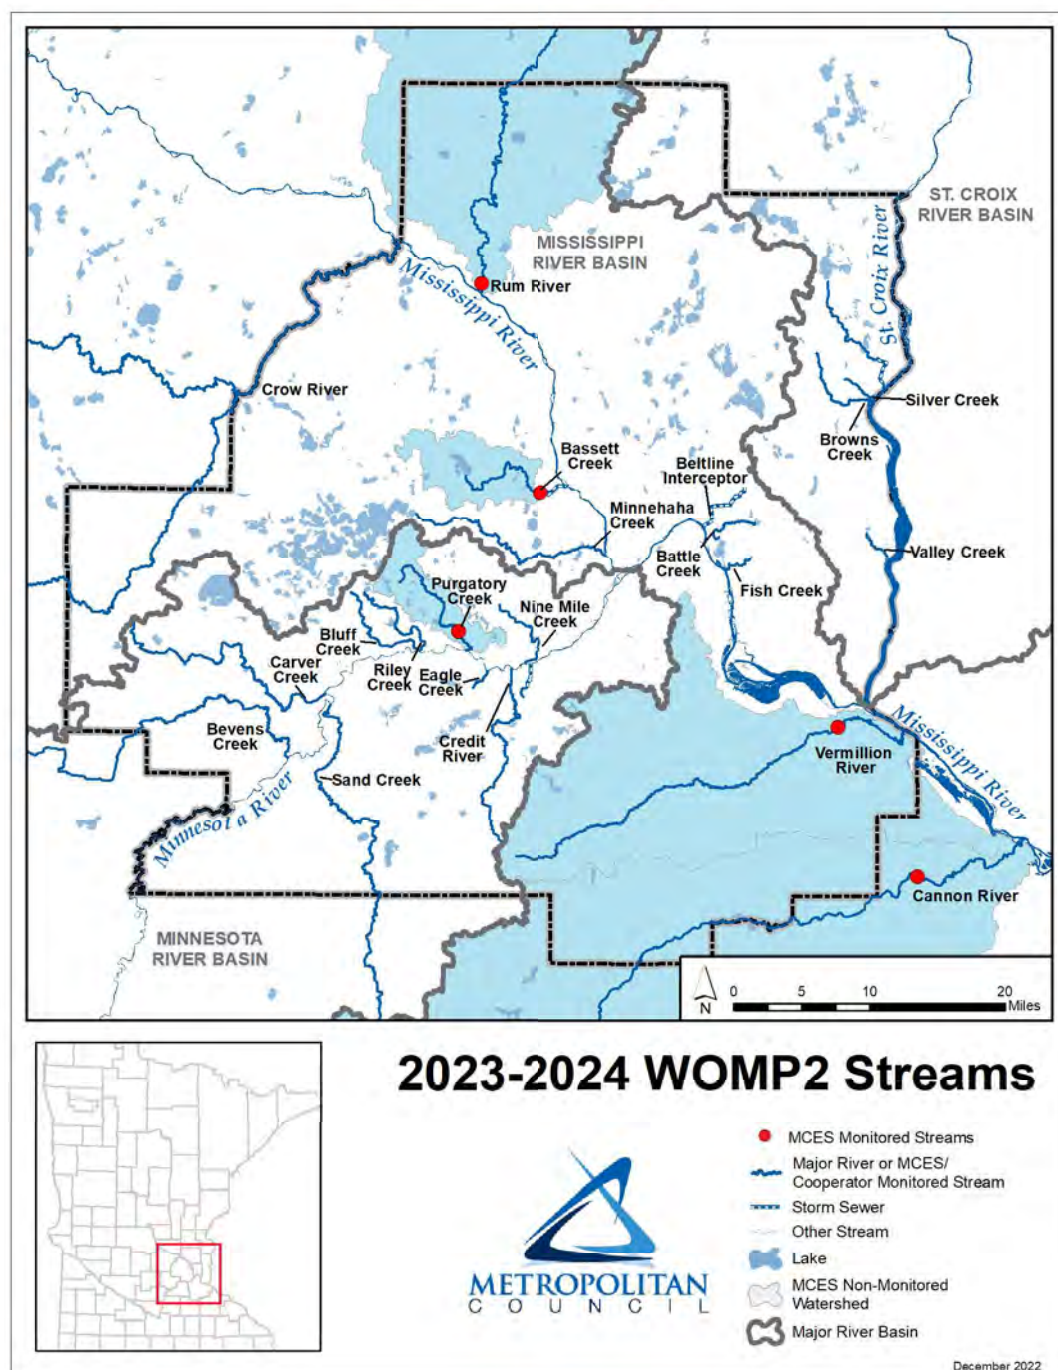 ST. CROIX
RIVER BASIN
St. Croix River
MISSISSIPPI
RIVER BASIN
Mississippi River
Rum River
Crow River
Silver Creek
Browns
Creek
Bassett
Creek
Beltline
Interceptor
Minnehaha
Creek
Battle
Creek
Valley Creek
Fish Creek
Purgatory
Creek
Nine Mile
Creek
Bluff
Creek
Riley
Creek
Eagle
Creek
Carver
Creek
Bevens
Creek
Credit
River
Sand Creek
Minnesota River
Vermillion
River
Mississippi River
Cannon River
MINNESOTA
RIVER BASIN
N
0 5 10 20
Miles
2023-2024 WOMP2 Streams
METROPOLITAN
COUNCIL
MCES Monitored Streams
Major River or MCES/
Cooperator Monitored Stream
Storm Sewer
Other Stream
Lake
MCES Non-Monitored
Watershed
Major River Basin
December 2022